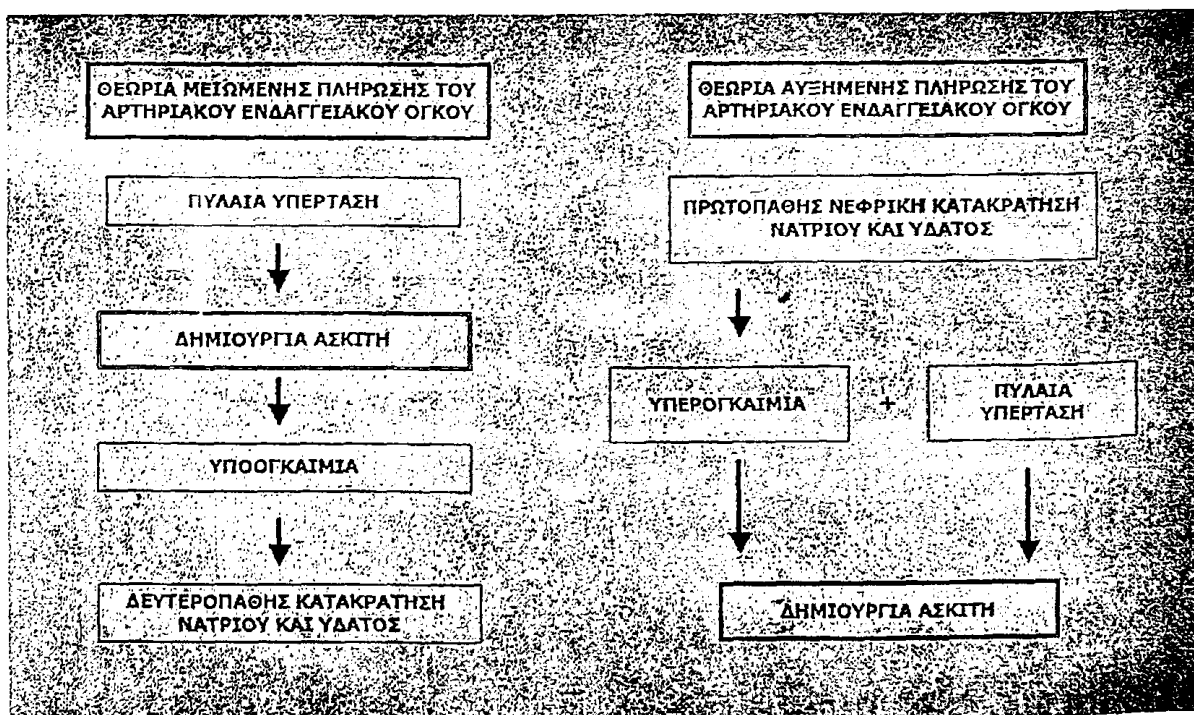 ΘΕΩΡΙΑ ΜΕΙΩΜΕΝΗΣ ΠΛΗΡΩΣΗΣ ΤΟΥ
ΑΡΤΗΡΙΑΚΟΥ ΕΝΔΑΓΓΕΙΑΚΟΥ ΟΓΚΟΥ
ΠΥΛΑΙΑ ΥΠΕΡΤΑΣΗ
ΔΗΜΙΟΥΡΓΙΑ ΑΣΚΙΤΗ
ΥΠΟΟΓΚΑΙΜΙΑ
ΔΕΥΤΕΡΟΠΑΘΗΣ ΚΑΤΑΚΡΑΤΗΣΗ
ΝΑΤΡΙΟΥ ΚΑΙ ΥΔΑΤΟΣ
ΘΕΩΡΙΑ ΑΥΞΗΜΕΝΗΣ ΠΛΗΡΩΣΗΣ ΤΟΥ
ΑΡΤΗΡΙΑΚΟΥ ΕΝΔΑΓΓΕΙΑΚΟΥ ΟΓΚΟΥ
ΠΡΩΤΟΠΑΘΗΣ ΝΕΦΡΙΚΗ ΚΑΤΑΚΡΑΤΗΣΗ
ΝΑΤΡΙΟΥ ΚΑΙ ΥΔΑΤΟΣ
ΥΠΕΡΟΓΚΑΙΜΙΑ
+
ΠΥΛΑΙΑ
ΥΠΕΡΤΑΣΗ
ΔΗΜΙΟΥΡΓΙΑ ΑΣΚΙΤΗ